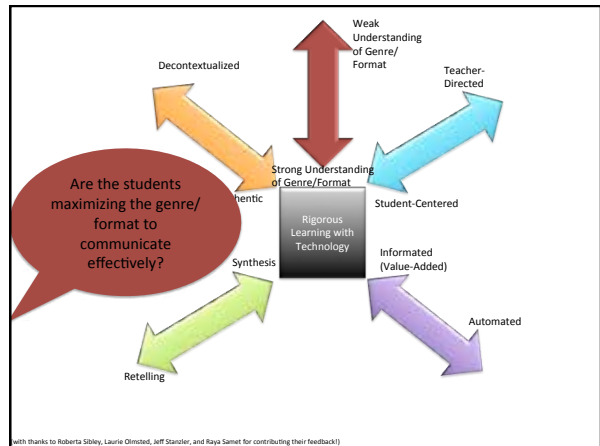 Weak
Understanding
of Genre/
Format
Decontextualized
Teacher-
Directed
Strong Understanding
of Genre/Format
hentic
Student-Centered
Are the students
maximizing the genre/
format to
communicate
effectively?
Rigorous
Learning with
Technology
Synthesis
Informated
(Value-Added)
Automated
Retelling
(with thanks to Roberta Sibley, Laurie Olmsted, Jeff Stanzler, and Raya Samet for contributing their feedback!)